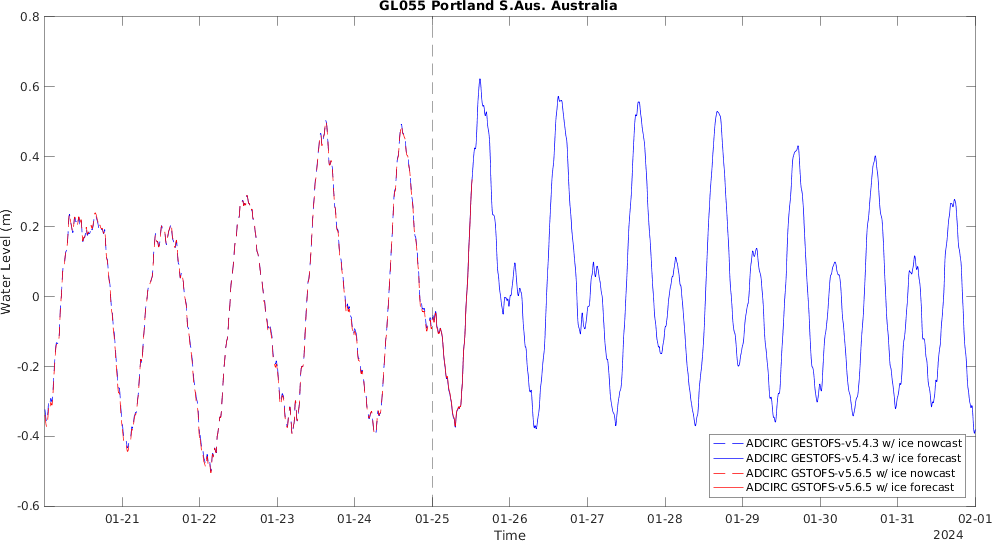 GL055 Portland S.Aus. Australia
0.8
0.6
0.4
0.2
0
-0.2
-0.4
-0.6
Water Level (m)
ADCIRC GESTOFS-v5.4.3 w/ ice nowcast
ADCIRC GESTOFS-v5.4.3 w/ ice forecast
ADCIRC GSTOFS-v5.6.5 w/ ice nowcast
ADCIRC GSTOFS-v5.6.5 w/ ice forecast
01-21 01-22 01-23 01-24 01-25 01-26 01-27 01-28 01-29 01-30 01-31 02-01
Time
2024